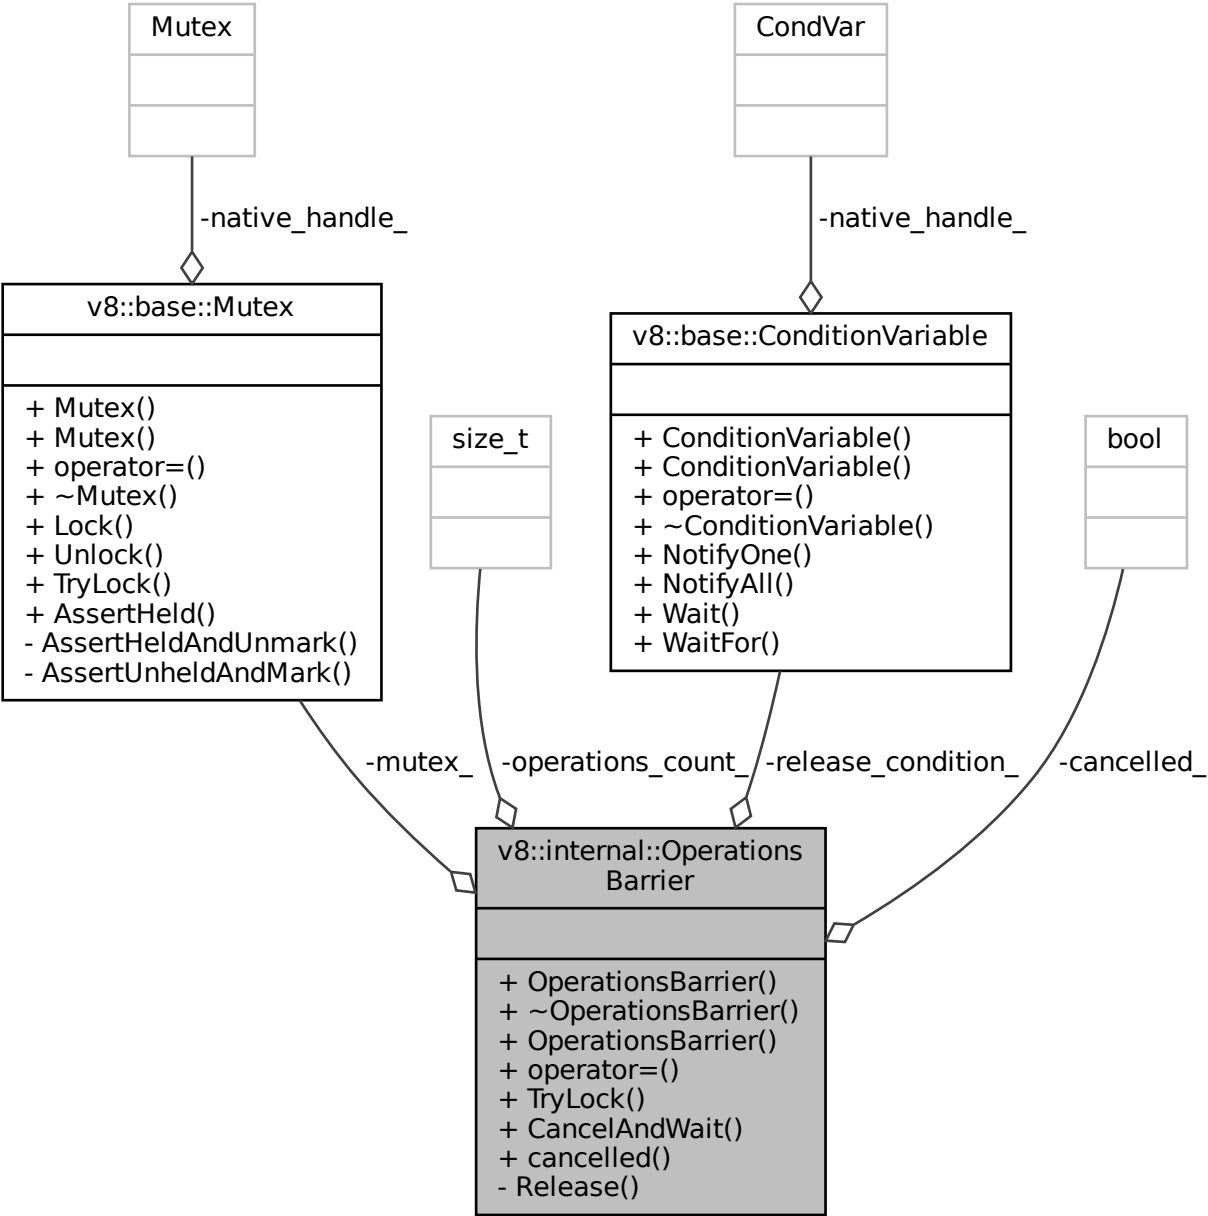 Mutex
CondVar
-native_handle_
-native_handle_
v8::base::Mutex
+ Mutex()
+ Mutex()
+ operator=()
+ ~Mutex()
+ Lock()
+ Unlock()
+ TryLock()
+ AssertHeld()
- AssertHeldAndUnmark()
- AssertUnheldAndMark()
size_t
v8::base::ConditionVariable
+ ConditionVariable()
+ ConditionVariable()
+ operator=()
+ ~ConditionVariable()
+ NotifyOne()
+ NotifyAll()
+ Wait()
+ WaitFor()
bool
-mutex_
-operations_count_
-release_condition_
-cancelled_
v8::internal::Operations
Barrier
+ OperationsBarrier()
+ ~OperationsBarrier()
+ OperationsBarrier()
+ operator=()
+ TryLock()
+ CancelAndWait()
+ cancelled()
- Release()